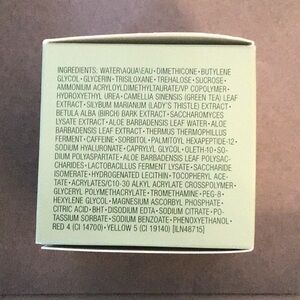 INGREDIENTS: WATER\AQUA\EAU•DIMETHICONE•BUTYLENE
GLYCOL•GLYCERIN•TRISILOXANE•TREHALOSE•SUCROSE•
AMMONIUM ACRYLOYLDIMETHYLTAURATE/VP COPOLYMER•
HYDROXYETHYL UREA•CAMELLIA SINENSIS (GREEN TEA) LEAF
EXTRACT•SILYBUM MARIANUM (LADY'S THISTLE) EXTRACT•
BETULA ALBA (BIRCH) BARK EXTRACT•SACCHAROMYCES
LYSATE EXTRACT•ALOE BARBADENSIS LEAF WATER•ALOE
BARBADENSIS LEAF EXTRACT•THERMUS THERMOPHILLUS
FERMENT•CAFFEINE•SORBITOL•PALMITOYL HEXAPEPTIDE-12•
SODIUM HYALURONATE•CAPRYLYL GLYCOL•OLETH-10•SO-
DIUM POLYASPARTATE•ALOE BARBADENSIS LEAF POLYSAC-
CHARIDES•LACTOBACILLUS FERMENT LYSATE•SACCHARIDE
ISOMERATE•HYDROGENATED LECITHIN•TOCOPHERYL ACE-
TATE•ACRYLATES/C10-30 ALKYL ACRYLATE CROSSPOLYMER•
GLYCERYL POLYMETHACRYLATE•TROMETHAMINE•PEG-8•
HEXYLENE GLYCOL•MAGNESIUM ASCORBYL PHOSPHATE•
CITRIC ACID•BHT•DISODIUM EDTA•SODIUM CITRATE•PO-
TASSIUM SORBATE•SODIUM BENZOATE•PHENOXYETHANOL•
RED 4 (CI 14700)•YELLOW 5 (CI 19140) [ILN48715]